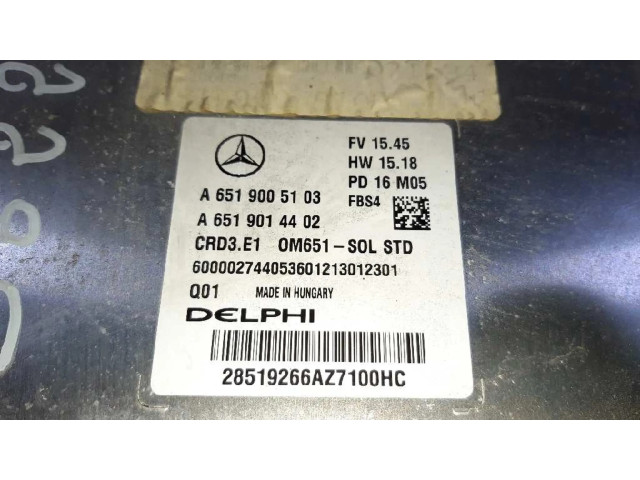 FV 15.45
HW 15.18
PD 16 M05
FBS4
A 651 900 51 03
A 651 901 44 02
CRD3.E1 OM651-SOL STD
600002744053601213012301
Q01 MADE IN HUNGARY
DELPHI
28519266AZ7100HC